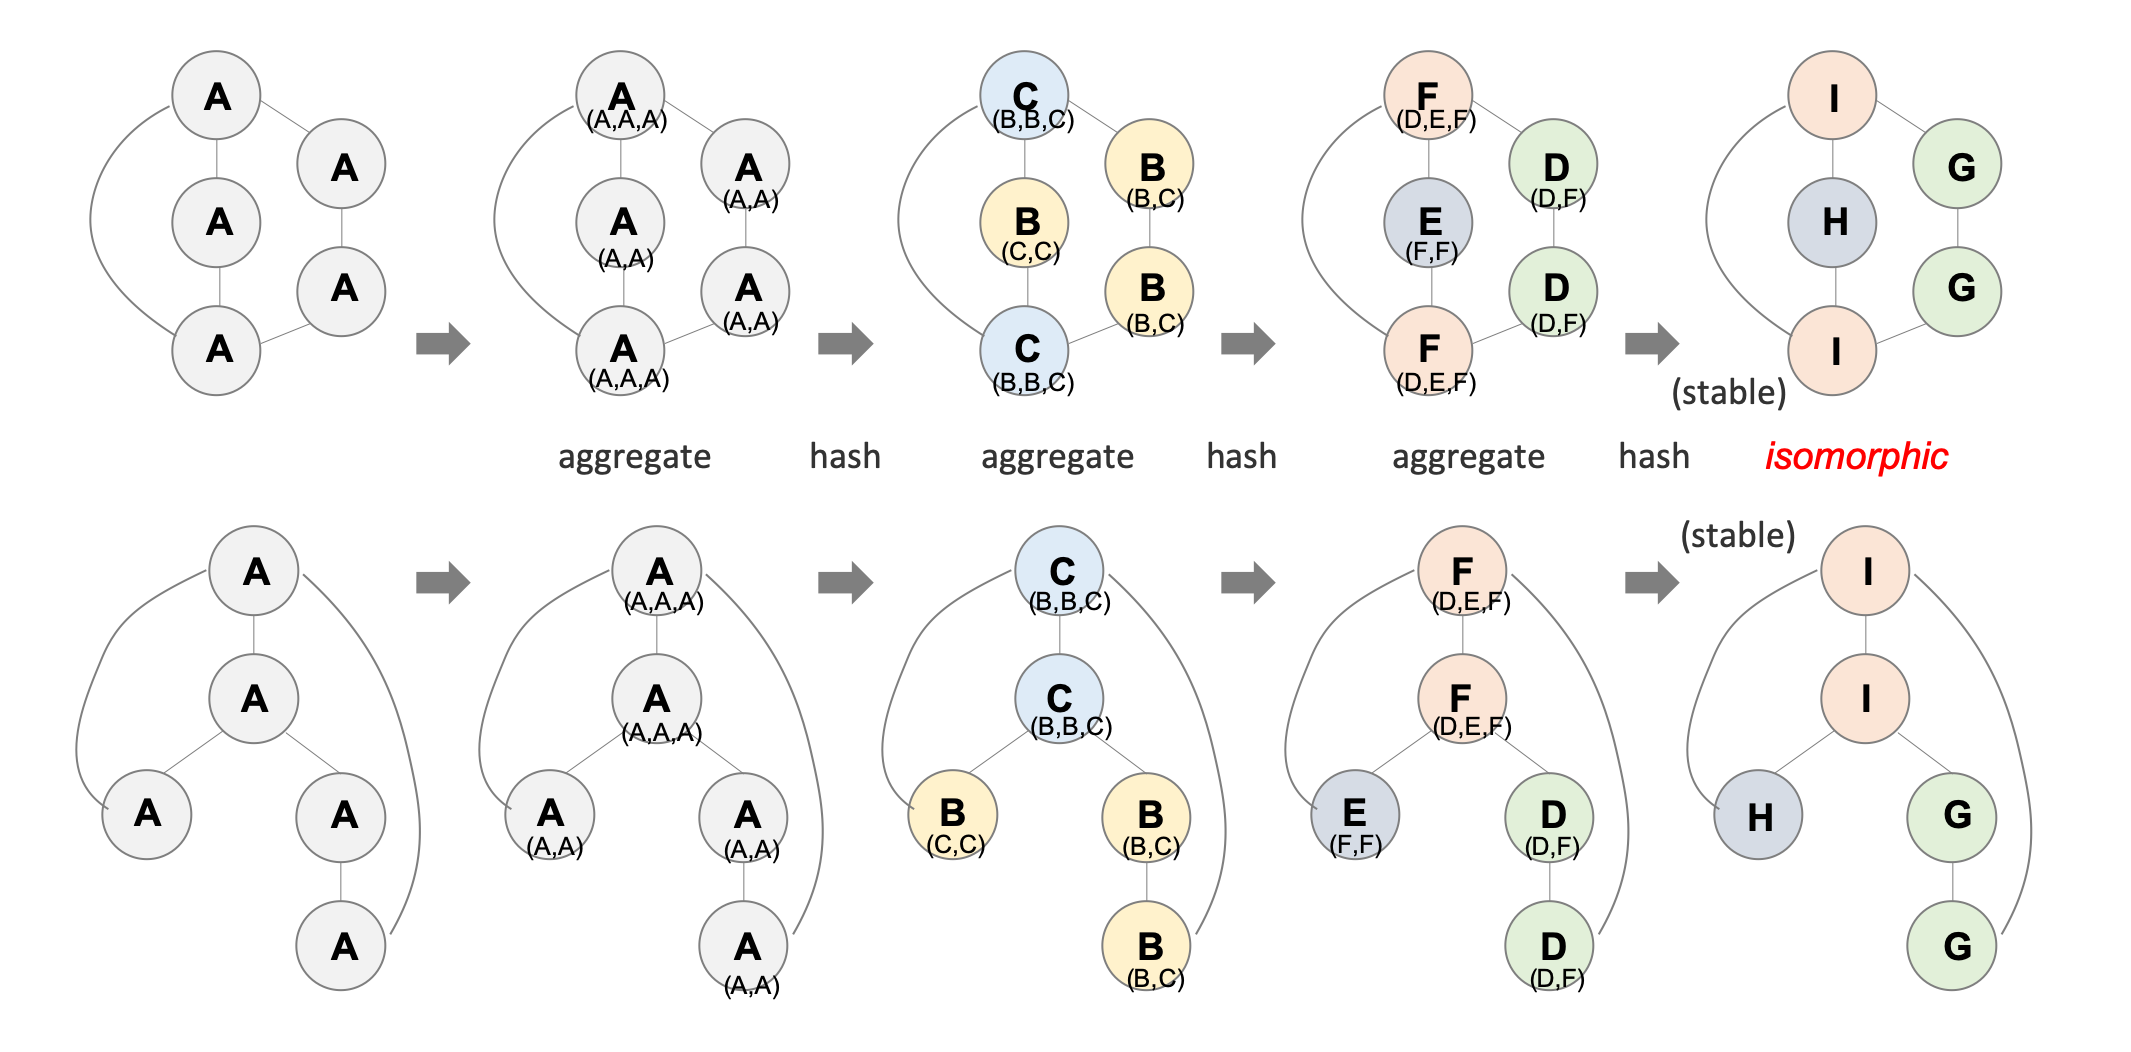 A A C F I
(A,A,A) (B,B,C) (D,E,F)
A A B D G
(A,A) (B,C) (D,F)
A A B E H
(A,A) (C,C) (F,F)
A A B D G
(A,A) (B,C) (D,F)
A A C F I
(A,A,A) (B,B,C) (D,E,F)
(stable)
aggregate hash aggregate hash aggregate hash isomorphic
(stable)
A A C F I
(A,A,A) (B,B,C) (D,E,F)
A A C F I
(A,A,A) (B,B,C) (D,E,F)
A A A A B B E D H G
(A,A) (A,A) (C,C) (B,C) (F,F) (D,F)
A A B D G
(A,A) (B,C) (D,F)